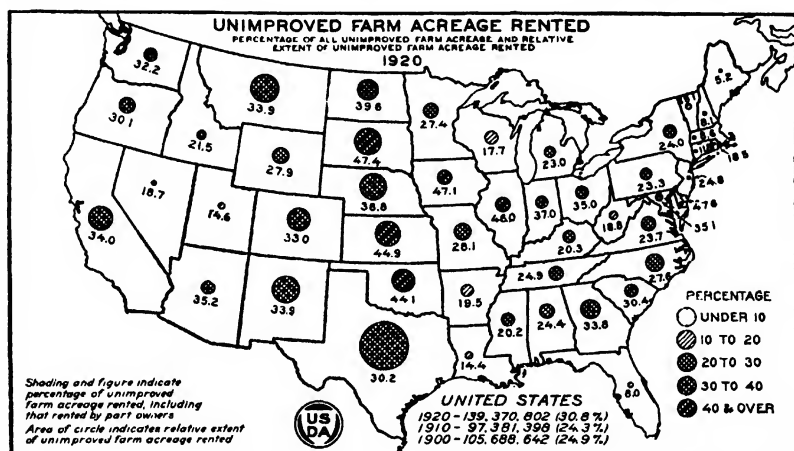 UNIMPROVED FARM ACREAGE RENTED
PERCENTAGE OF ALL UNIMPROVED FARM ACREAGE AND RELATIVE
EXTENT OF UNIMPROVED FARM ACREAGE RENTED
1920
32.2
33.9
39.6
27.4
5.2
30.1
21.5
27.9
47.4
17.7
23.0
24.0
18.5
18.7
14.6
33.0
36.8
47.1
46.0
37.0
35.0
23.3
24.8
47.6
34.0
44.9
28.1
20.3
18.8
23.7
35.1
35.2
33.9
44.1
19.5
24.9
27.6
30.4
30.2
14.4
20.2
24.4
33.8
6.0
PERCENTAGE
UNDER 10
10 TO 20
20 TO 30
30 TO 40
40 & OVER
Shading and figure indicate
percentage of unimproved
farm acreage rented, including
that rented by part owners
Area of circle indicates relative extent
of unimproved farm acreage rented
US
DA
UNITED STATES
1920-139,370,802 (30.8%)
1910-97,381,398 (24.3%)
1900-105,688,642 (24.9%)